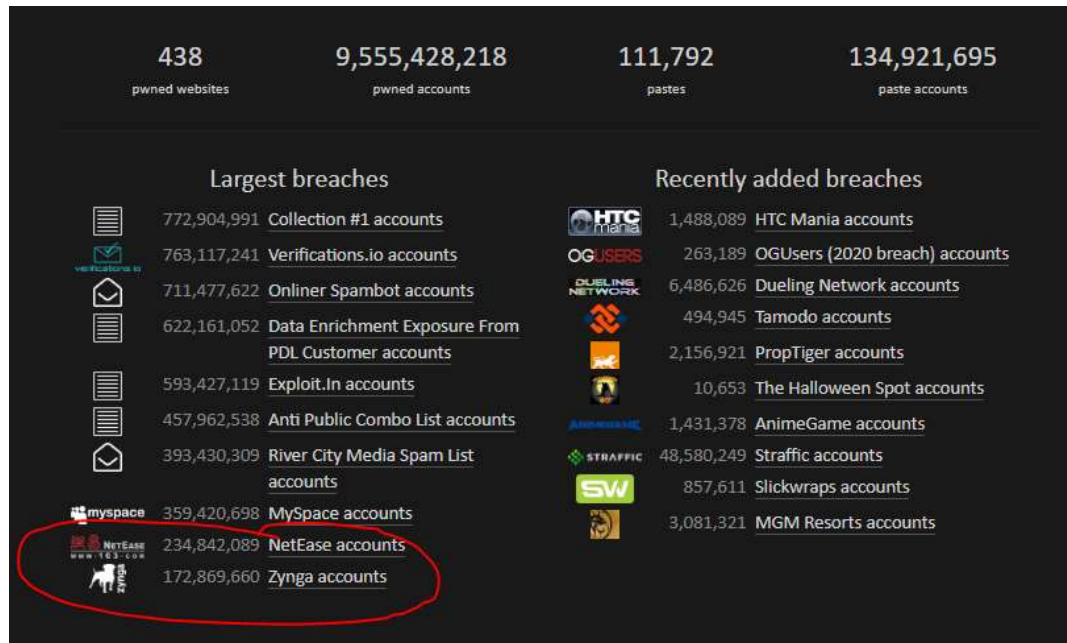 438 9,555,428,218 111,792 134,921,695
pwned websites pwned accounts pastes paste accounts
Largest breaches
772,904,991 Collection #1 accounts
verifications.io 763,117,241 Verifications.io accounts
711,477,622 Onliner Spambot accounts
622,161,052 Data Enrichment Exposure From
PDL Customer accounts
593,427,119 Exploit.In accounts
457,962,538 Anti Public Combo List accounts
393,430,309 River City Media Spam List
accounts
myspace 359,420,698 MySpace accounts
NETEASE 234,842,089 NetEase accounts
www.163.com
zynga 172,869,660 Zynga accounts
Recently added breaches
HTC mania 1,488,089 HTC Mania accounts
OGUSERS 263,189 OGUsers (2020 breach) accounts
DUELING NETWORK 6,486,626 Dueling Network accounts
494,945 Tamodo accounts
2,156,921 PropTiger accounts
10,653 The Halloween Spot accounts
ANIMEGAME 1,431,378 AnimeGame accounts
STRAFFIC 48,580,249 Straffic accounts
SW 857,611 Slickwraps accounts
3,081,321 MGM Resorts accounts